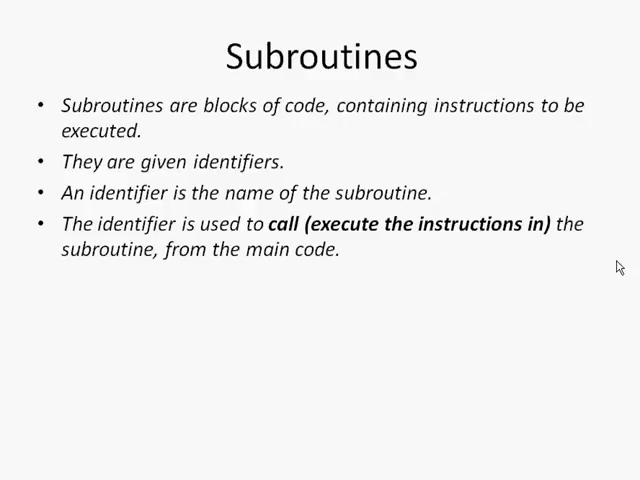 Subroutines
• Subroutines are blocks of code, containing instructions to be
executed.
• They are given identifiers.
• An identifier is the name of the subroutine.
• The identifier is used to call (execute the instructions in) the
subroutine, from the main code.